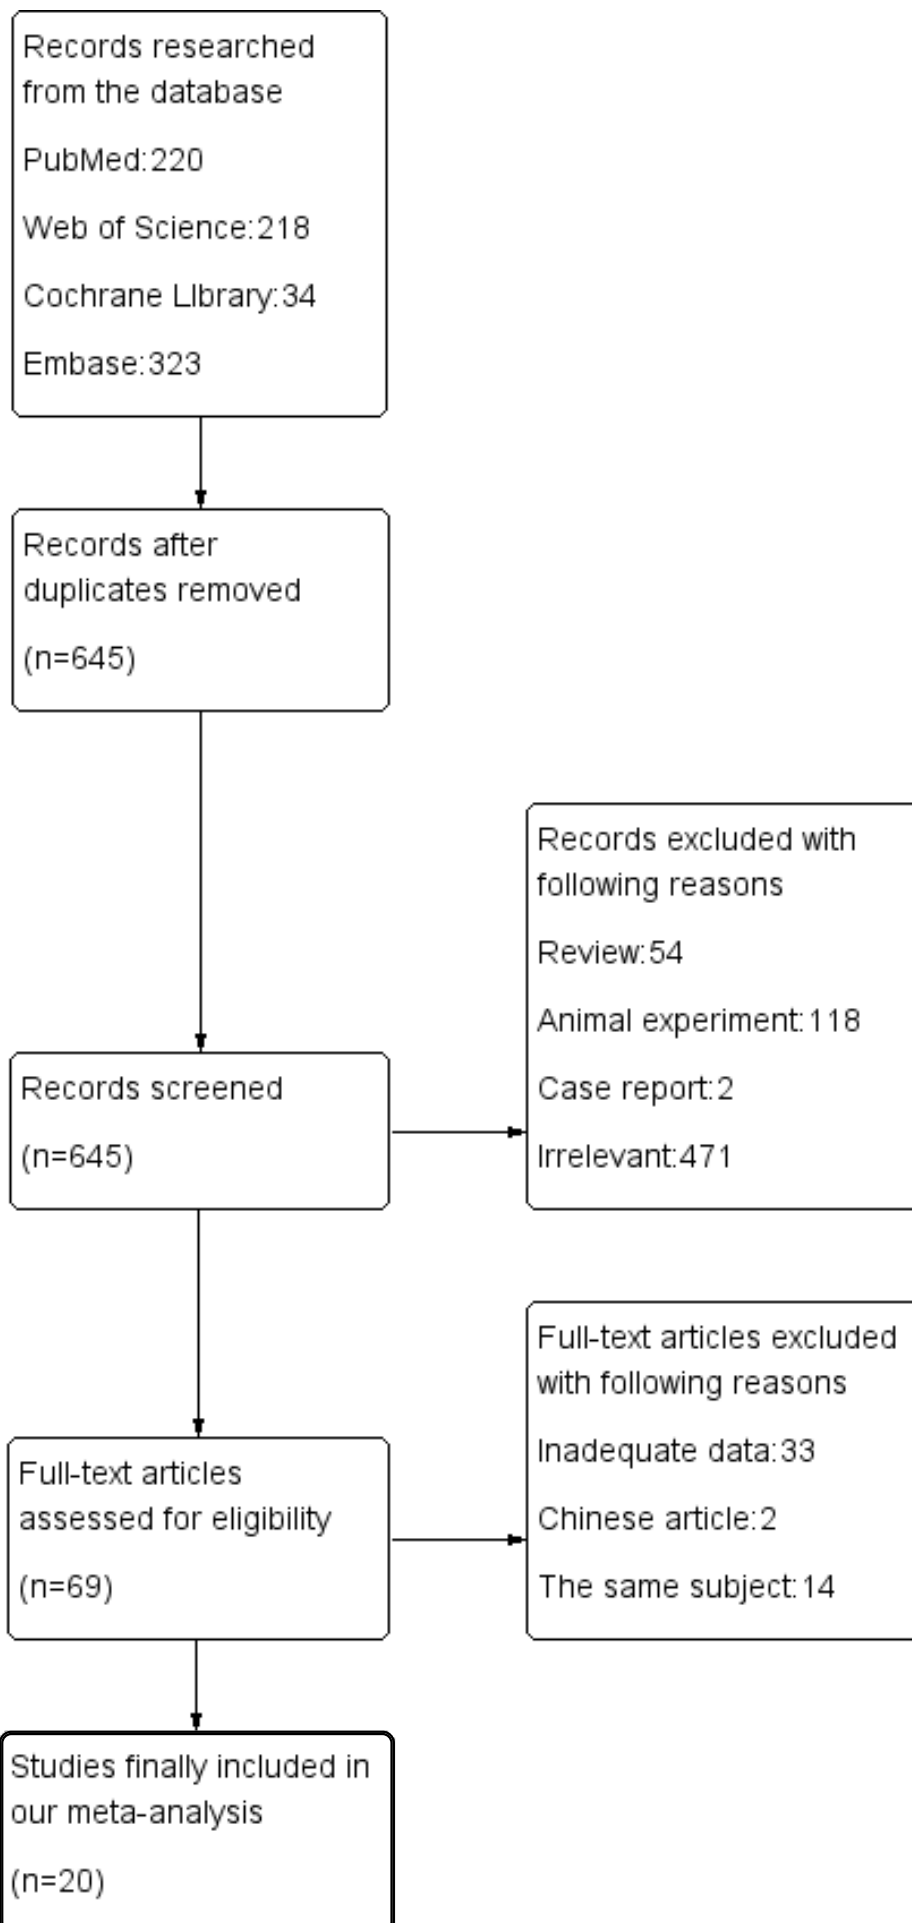 Records researched
from the database
PubMed:220
Web of Science:218
Cochrane LIbrary:34
Embase:323
Records after
duplicates removed
(n=645)
Records excluded with
following reasons
Review:54
Animal experiment:118
Case report:2
Irrelevant:471
Records screened
(n=645)
Full-text articles excluded
with following reasons
Inadequate data:33
Chinese article:2
The same subject:14
Full-text articles
assessed for eligibility
(n=69)
Studies finally included in
our meta-analysis
(n=20)